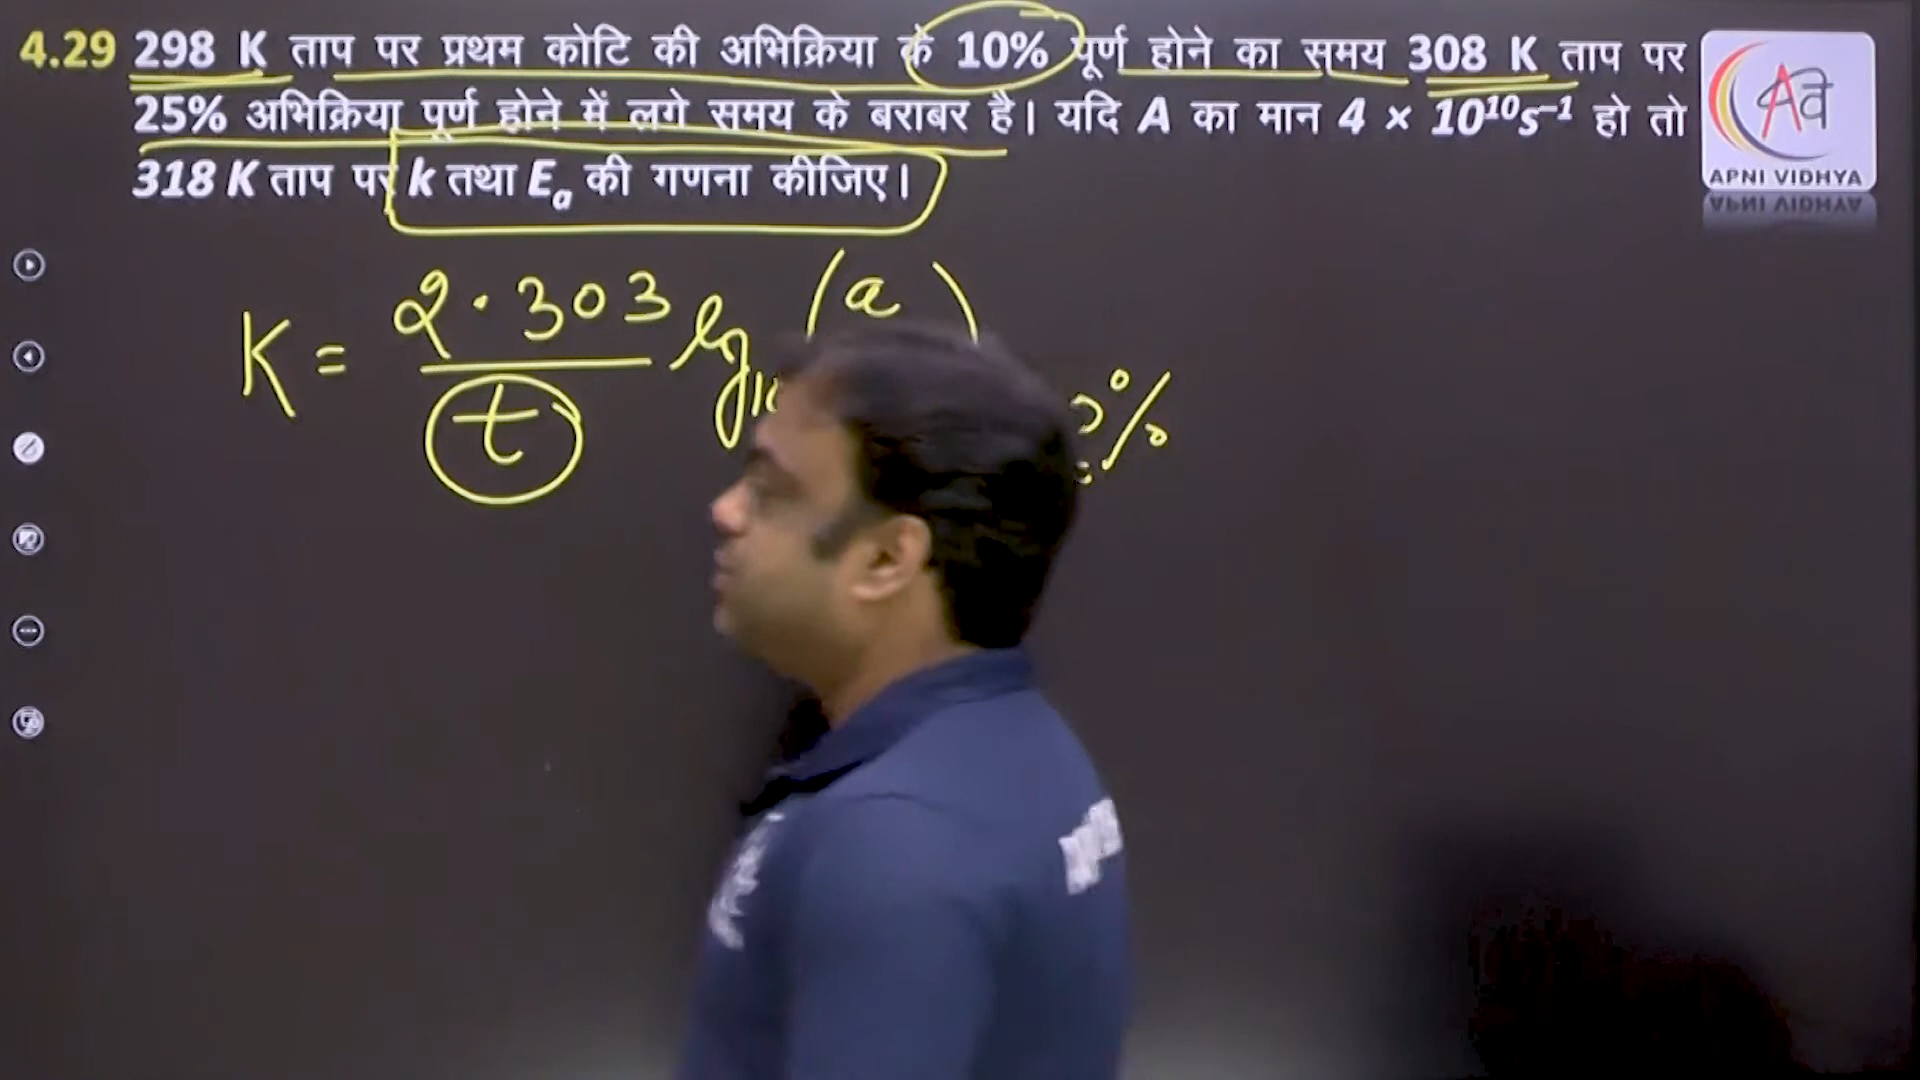 4.29 298 K ताप पर प्रथम कोटि की अभिक्रिया के 10% पूर्ण होने का समय 308 K ताप पर
25% अभिक्रिया पूर्ण होने में लगे समय के बराबर है। यदि A का मान 4 × 10¹⁰s⁻¹ हो तो
318 K ताप पर k तथा Eₐ की गणना कीजिए।
APNI VIDHYA
K = 2.303 log₁₀ (a)
t
%